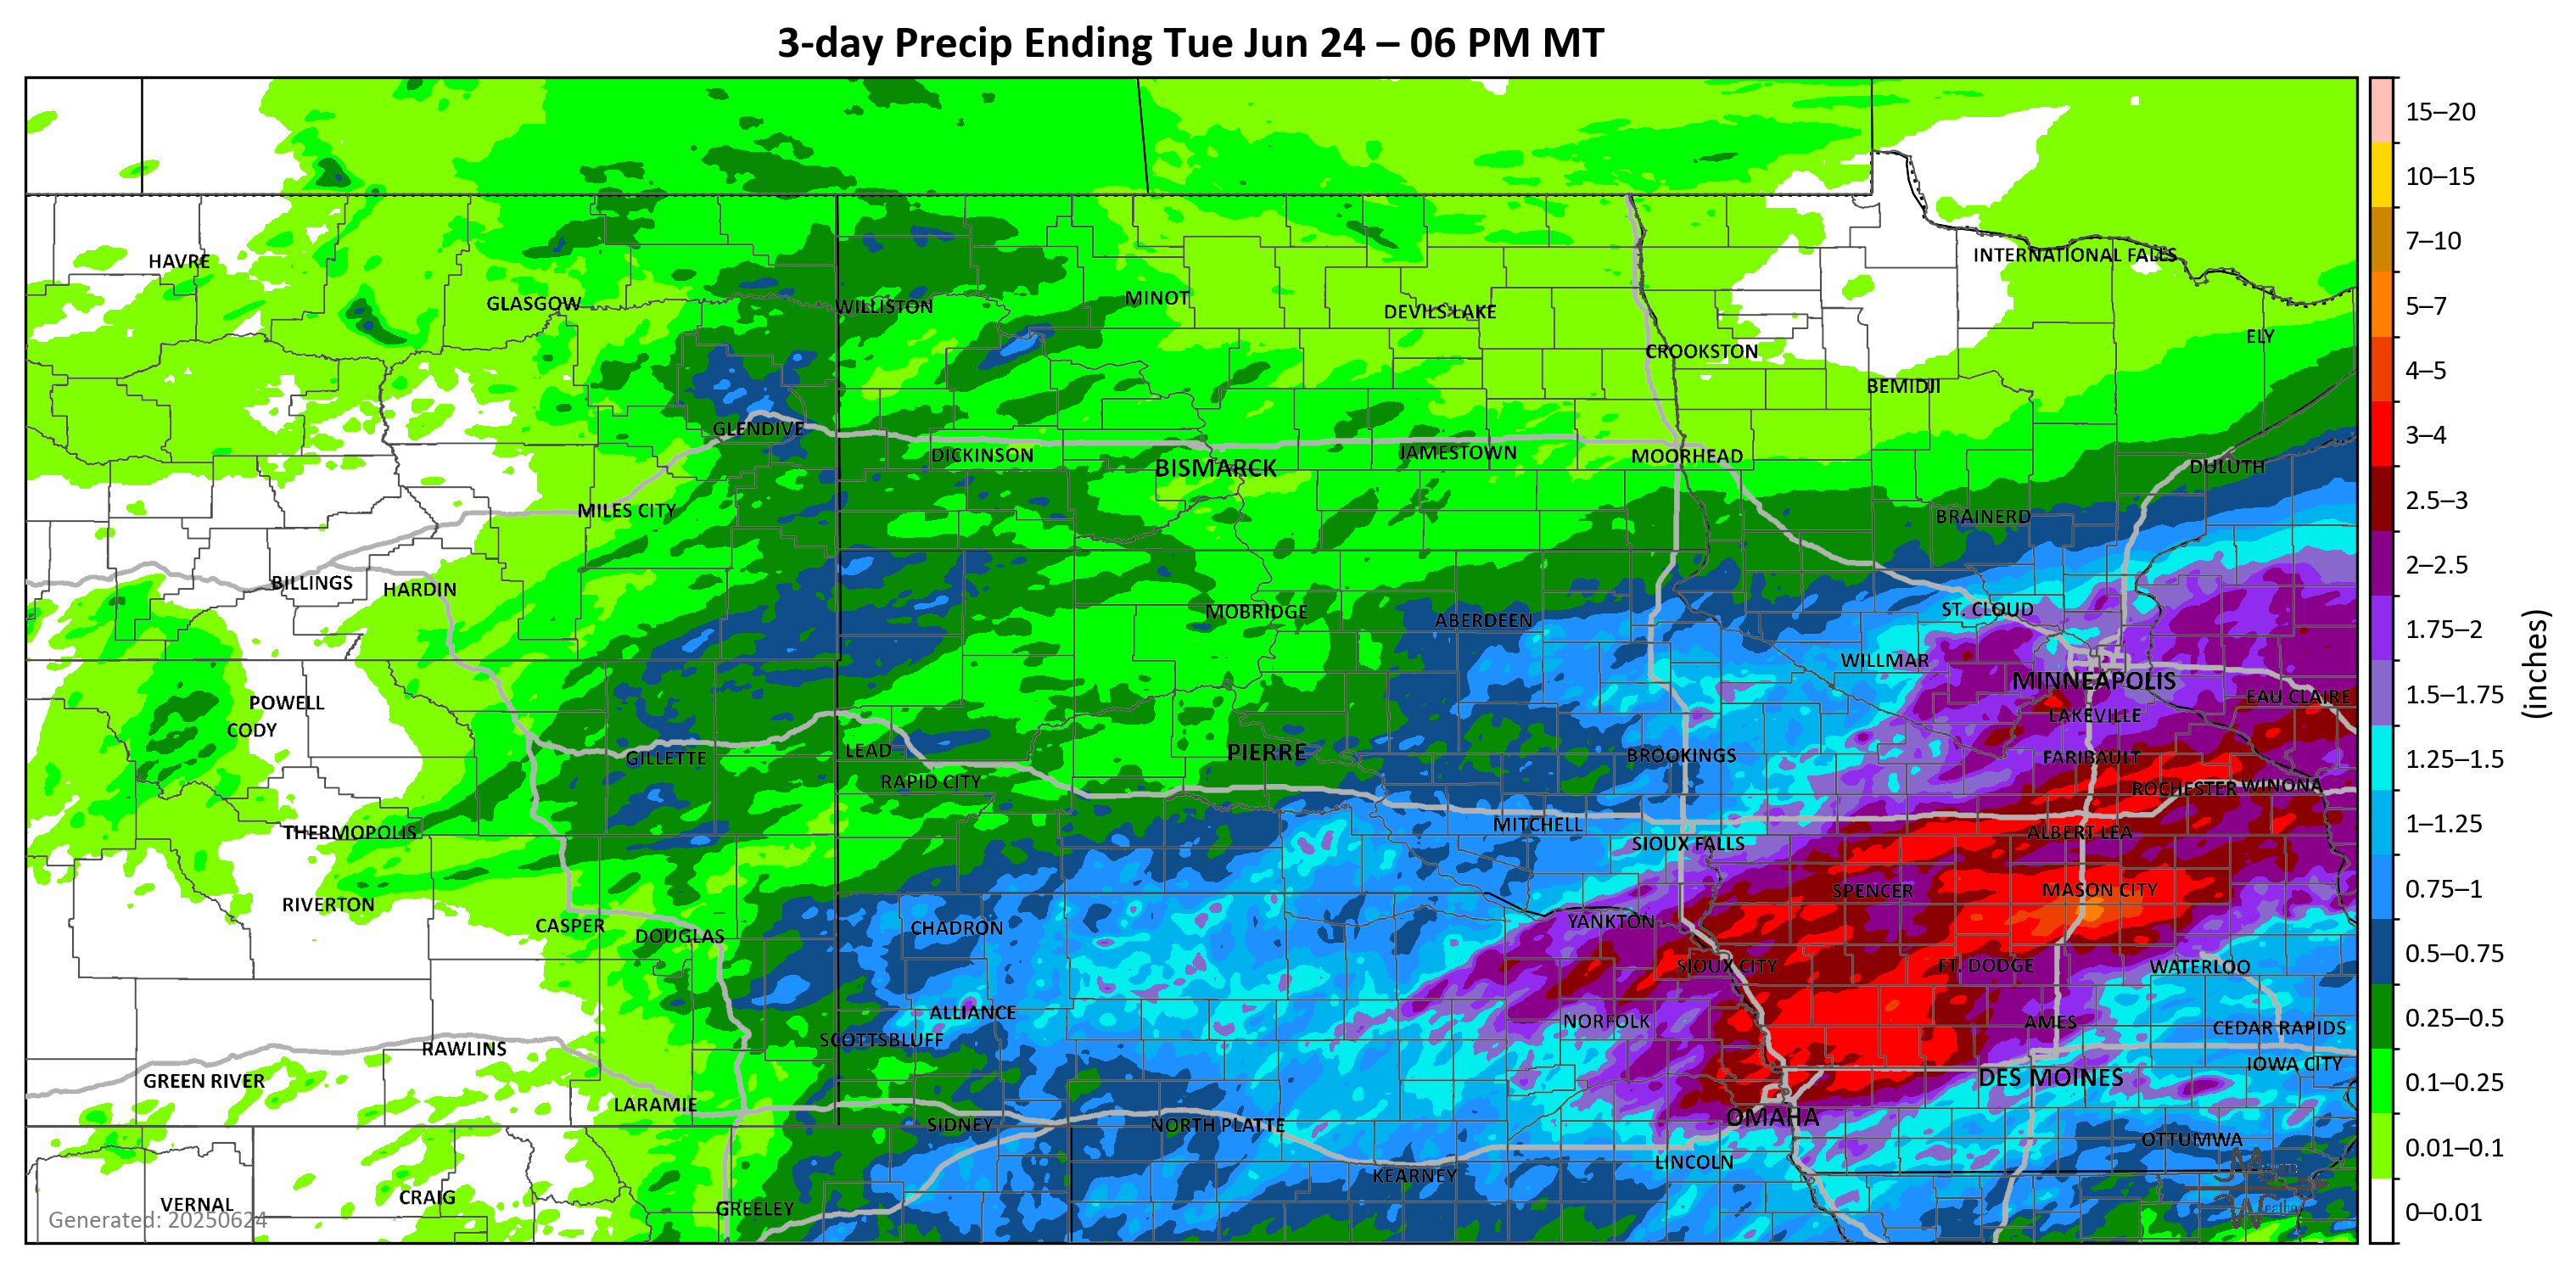 3-day Precip Ending Tue Jun 24 – 06 PM MT
15–20
10–15
7–10
5–7
4–5
3–4
2.5–3
2–2.5
1.75–2
1.5–1.75
1.25–1.5
1–1.25
0.75–1
0.5–0.75
0.25–0.5
0.1–0.25
0.01–0.1
0–0.01
(inches)
HAVRE
INTERNATIONAL FALLS
GLASGOW
WILLISTON
MINOT
DEVILS LAKE
ELY
CROOKSTON
BEMIDJI
GLENDIVE
DICKINSON
BISMARCK
JAMESTOWN
MOORHEAD
DULUTH
MILES CITY
BRAINERD
BILLINGS
HARDIN
MOBRIDGE
ABERDEEN
ST. CLOUD
WILLMAR
MINNEAPOLIS
POWELL
EAU CLAIRE
CODY
LAKEVILLE
GILLETTE
LEAD
PIERRE
BROOKINGS
FARIBAULT
RAPID CITY
ROCHESTER
WINONA
THERMOPOLIS
MITCHELL
ALBERT LEA
SIOUX FALLS
RIVERTON
SPENCER
MASON CITY
CASPER
DOUGLAS
CHADRON
YANKTON
SIOUX CITY
FT. DODGE
WATERLOO
ALLIANCE
NORFOLK
AMES
CEDAR RAPIDS
SCOTTSBLUFF
RAWLINS
IOWA CITY
GREEN RIVER
DES MOINES
LARAMIE
SIDNEY
NORTH PLATTE
OMAHA
OTTUMWA
LINCOLN
KEARNEY
VERNAL
CRAIG
GREELEY
Generated: 20250624